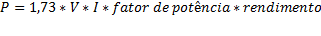 P = 1,73 * V * I * fator de potência * rendimento